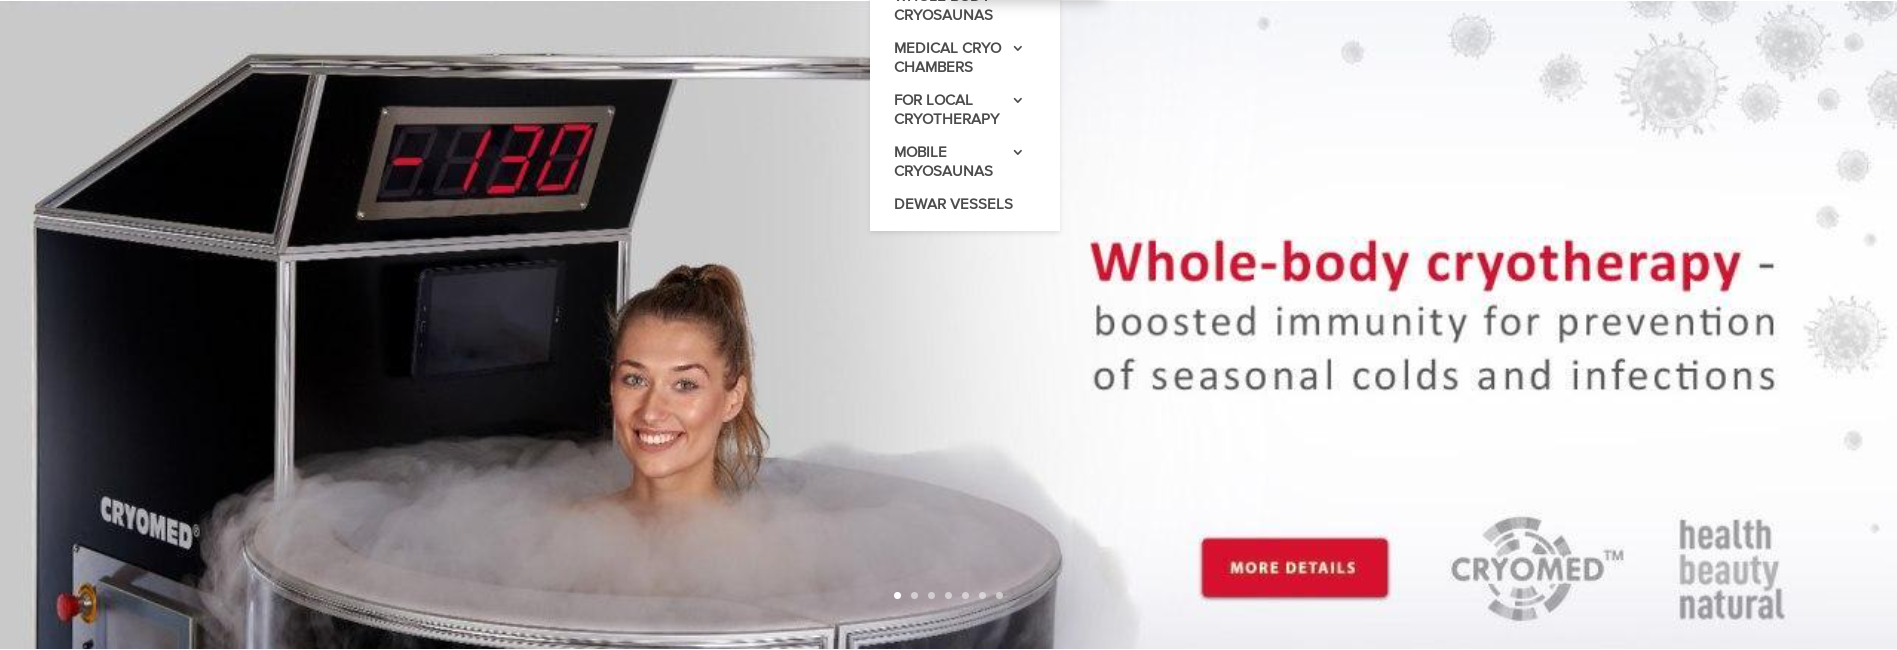 CRYOSAUNAS
MEDICAL CRYO
CHAMBERS
FOR LOCAL
CRYOTHERAPY
MOBILE
CRYOSAUNAS
DEWAR VESSELS
-130
CRYOMED®
Whole-body cryotherapy -
boosted immunity for prevention
of seasonal colds and infections
MORE DETAILS
CRYOMED™
health
beauty
natural